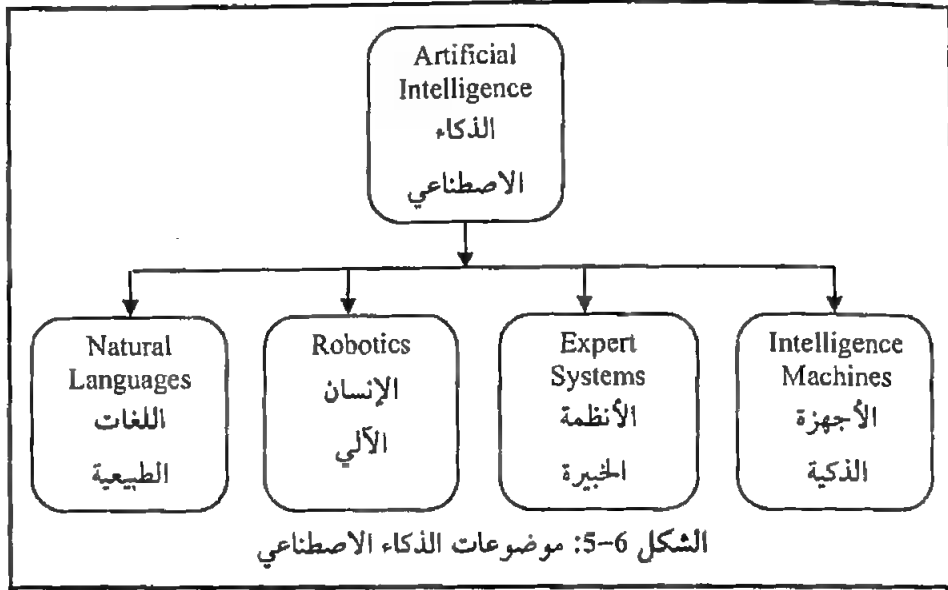 Artificial
Intelligence
الذكاء
الاصطناعي
Natural
Languages
اللغات
الطبيعية
Robotics
الإنسان
الآلي
Expert
Systems
الأنظمة
الخبيرة
Intelligence
Machines
الأجهزة
الذكية
الشكل 6-5: موضوعات الذكاء الاصطناعي